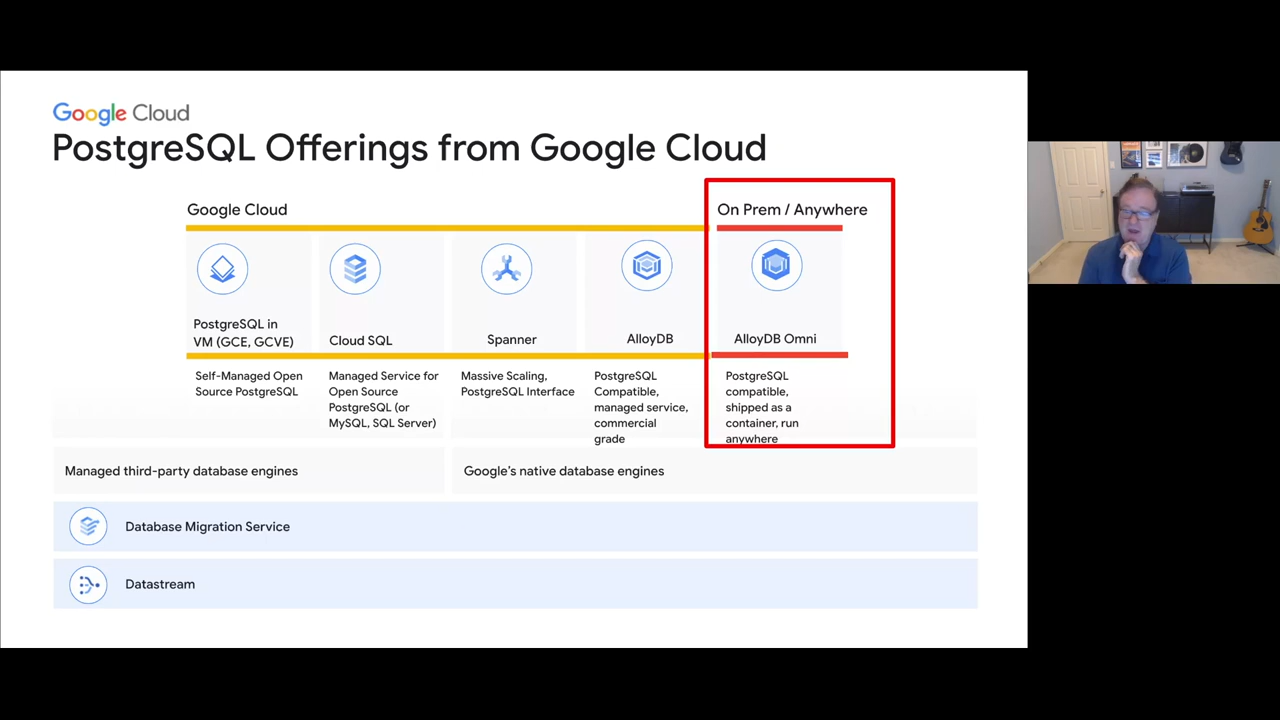 Google Cloud
PostgreSQL Offerings from Google Cloud
Google Cloud
On Prem / Anywhere
PostgreSQL in
VM (GCE, GCVE)
Cloud SQL
Spanner
AlloyDB
AlloyDB Omni
Self-Managed Open
Source PostgreSQL
Managed Service for
Open Source
PostgreSQL (or
MySQL, SQL Server)
Massive Scaling,
PostgreSQL Interface
PostgreSQL
Compatible,
managed service,
commercial
grade
PostgreSQL
compatible,
shipped as a
container, run
anywhere
Managed third-party database engines
Google's native database engines
Database Migration Service
Datastream